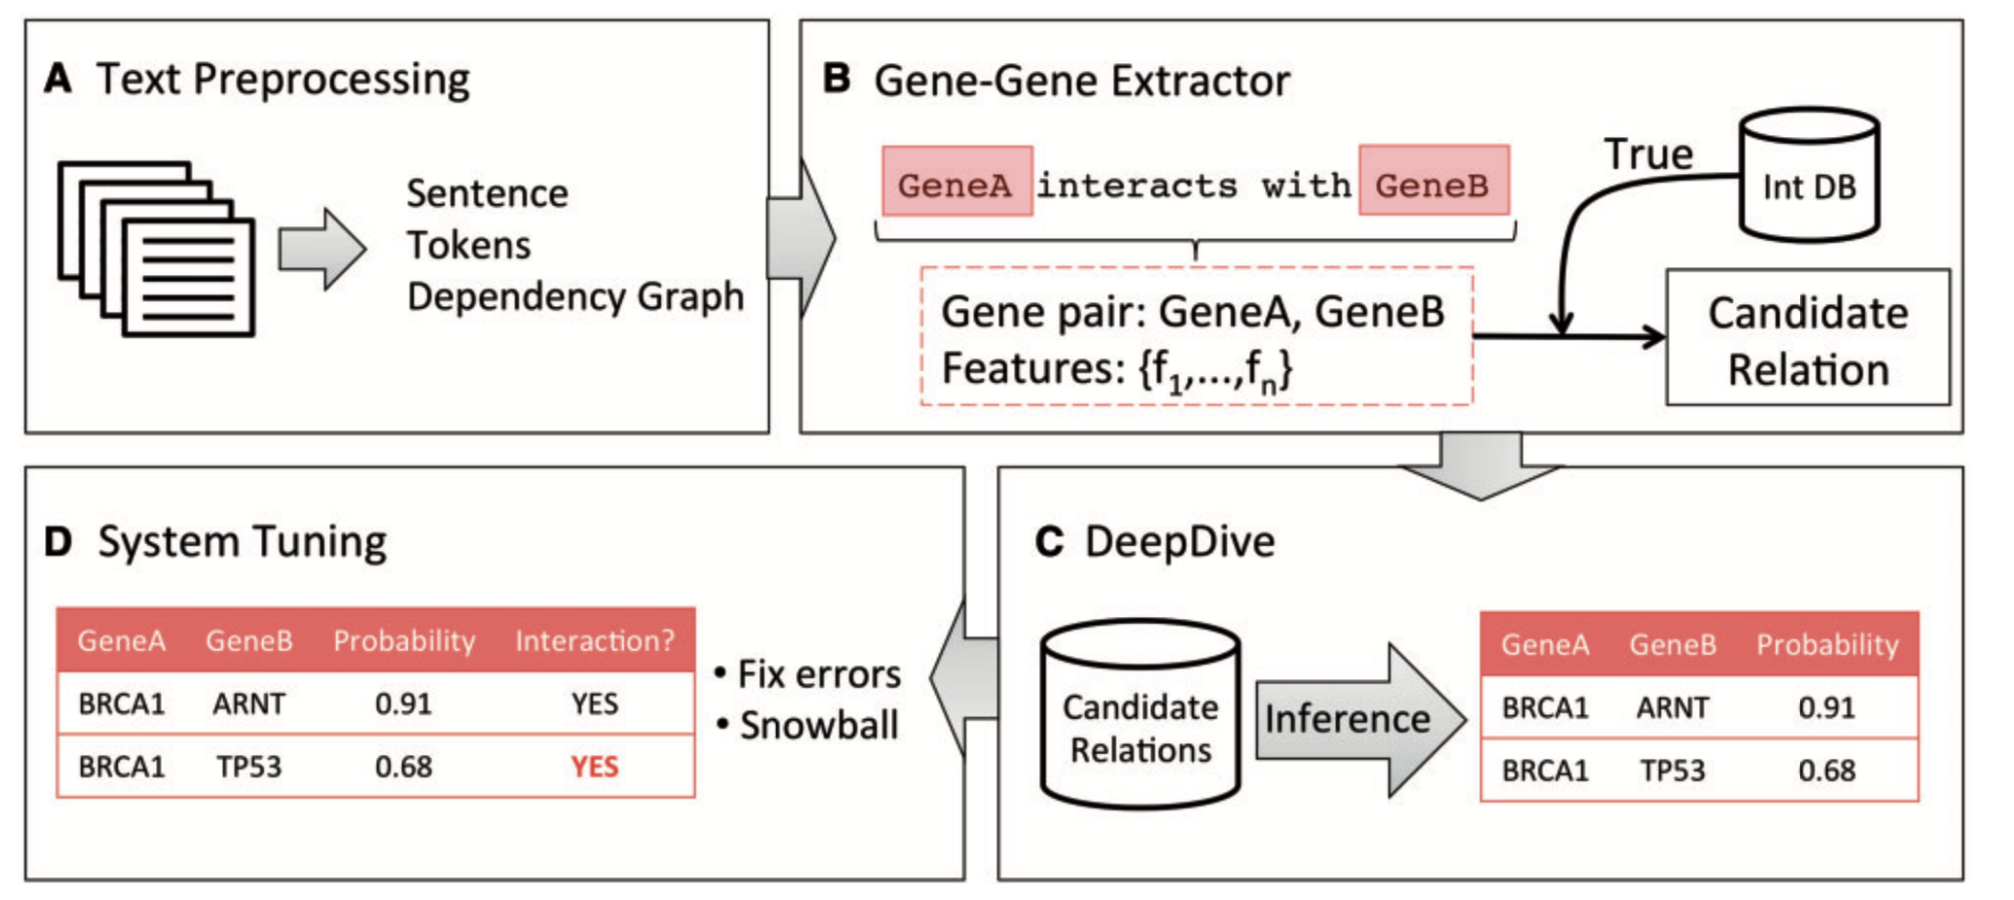 A Text Preprocessing
Sentence
Tokens
Dependency Graph
B Gene-Gene Extractor
GeneA interacts with GeneB
True
Int DB
Gene pair: GeneA, GeneB
Features: {f1,...,fn}
Candidate
Relation
C DeepDive
Candidate
Relations
Inference
GeneA GeneB Probability
BRCA1 ARNT 0.91
BRCA1 TP53 0.68
D System Tuning
GeneA GeneB Probability Interaction?
BRCA1 ARNT 0.91 YES
BRCA1 TP53 0.68 YES
• Fix errors
• Snowball